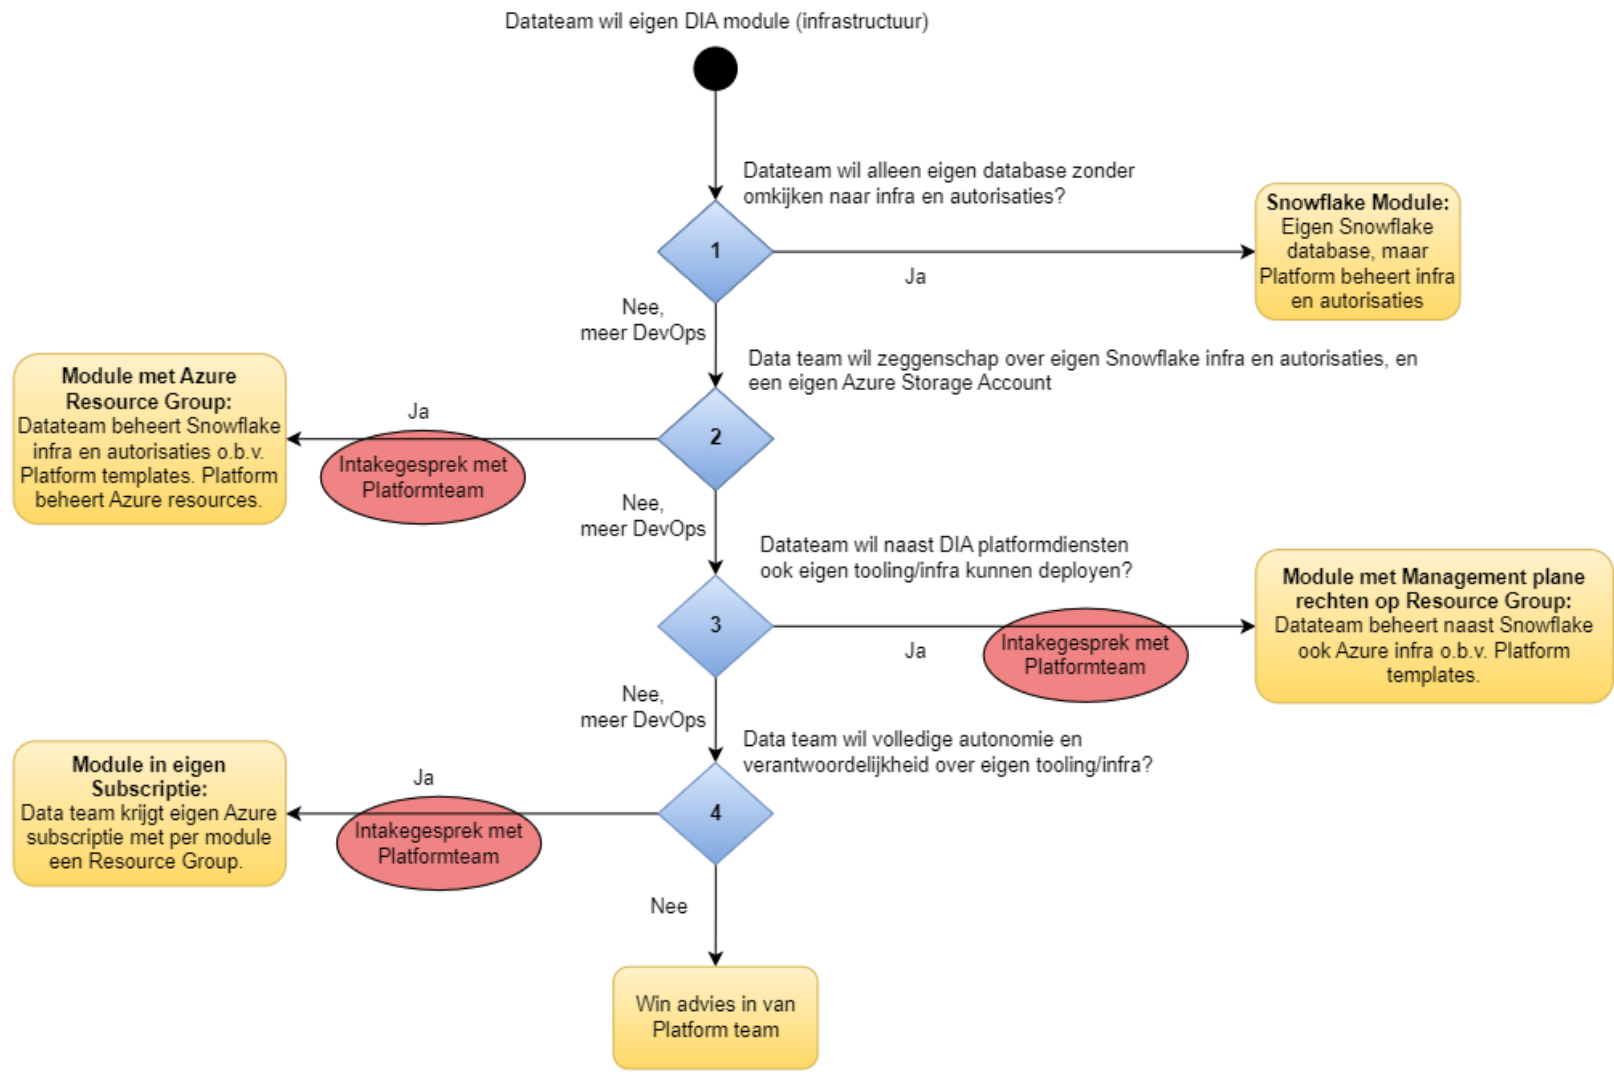 Datateam wil eigen DIA module (infrastructuur)
Datateam wil alleen eigen database zonder
omkijken naar infra en autorisaties?
1
Ja
Snowflake Module:
Eigen Snowflake
database, maar
Platform beheert infra
en autorisaties
Nee,
meer DevOps
Data team wil zeggenschap over eigen Snowflake infra en autorisaties, en
een eigen Azure Storage Account
2
Ja
Intakegesprek met
Platformteam
Module met Azure
Resource Group:
Datateam beheert Snowflake
infra en autorisaties o.b.v.
Platform templates. Platform
beheert Azure resources.
Nee,
meer DevOps
Datateam wil naast DIA platformdiensten
ook eigen tooling/infra kunnen deployen?
3
Ja
Intakegesprek met
Platformteam
Module met Management plane
rechten op Resource Group:
Datateam beheert naast Snowflake
ook Azure infra o.b.v. Platform
templates.
Nee,
meer DevOps
Data team wil volledige autonomie en
verantwoordelijkheid over eigen tooling/infra?
4
Ja
Intakegesprek met
Platformteam
Module in eigen
Subscriptie:
Data team krijgt eigen Azure
subscriptie met per module
een Resource Group.
Nee
Win advies in van
Platform team